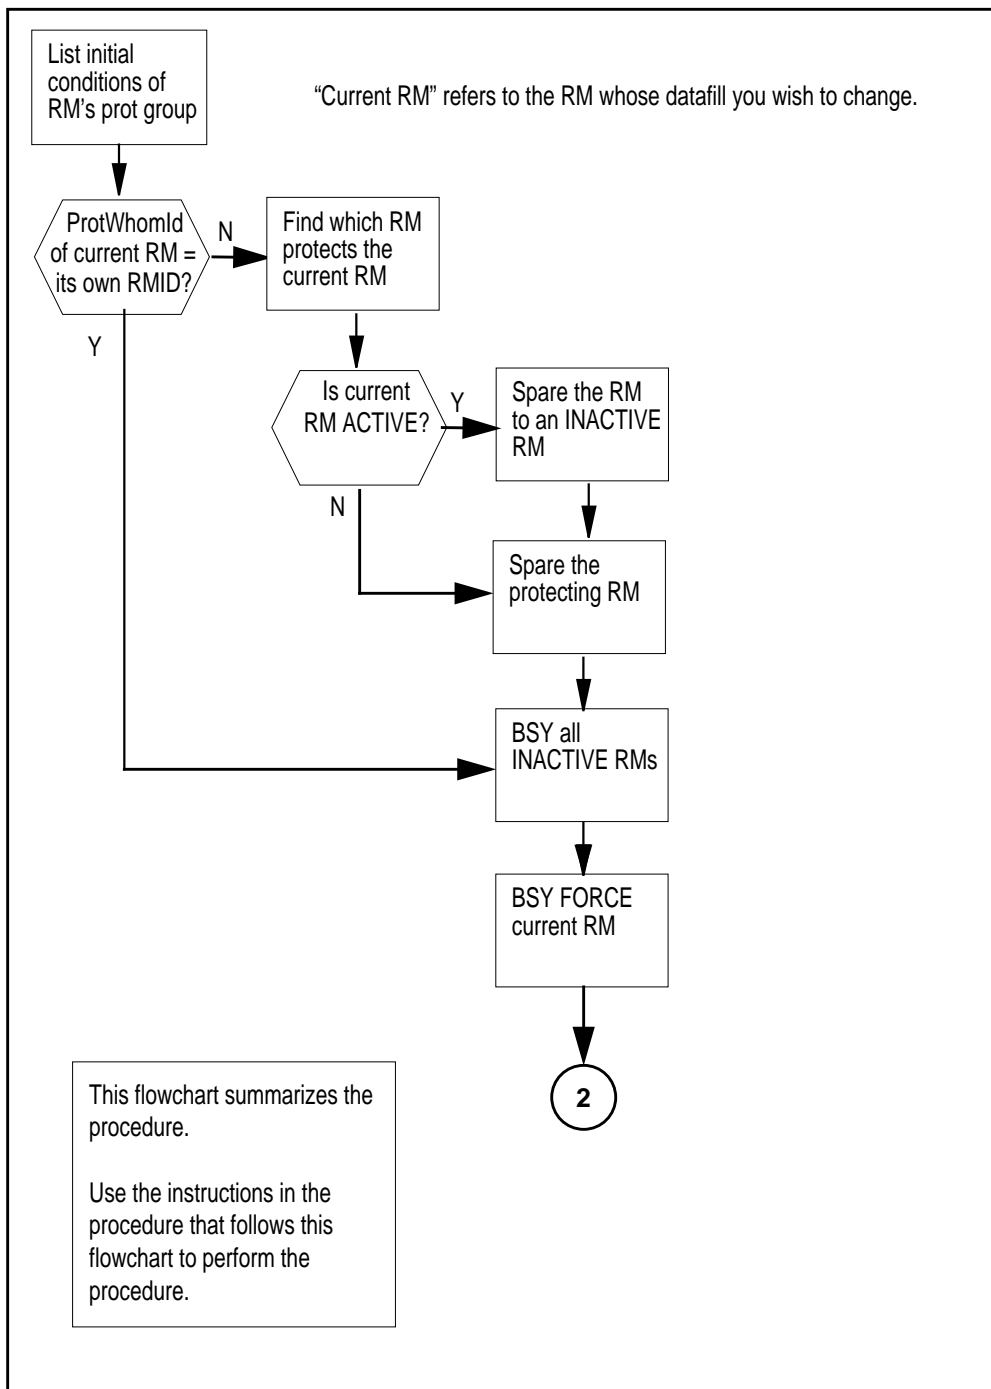 List initial
conditions of
RM's prot group
“Current RM” refers to the RM whose datafill you wish to change.
ProtWhomId
of current RM =
its own RMID?
N
Find which RM
protects the
current RM
Y
Is current
RM ACTIVE?
Y
Spare the RM
to an INACTIVE
RM
N
Spare the
protecting RM
BSY all
INACTIVE RMs
BSY FORCE
current RM
2
This flowchart summarizes the
procedure.
Use the instructions in the
procedure that follows this
flowchart to perform the
procedure.